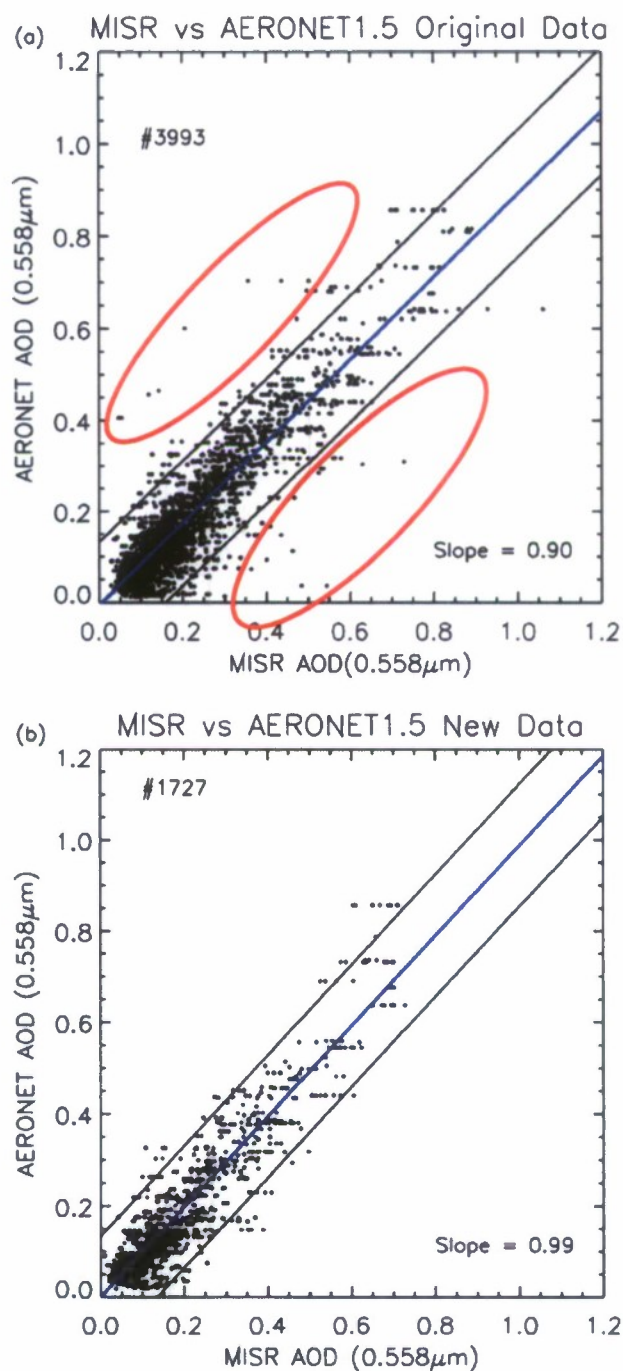 (a) MISR vs AERONET1.5 Original Data
1.2
#3993
1.0
0.8
0.6
0.4
0.2
0.0
AERONET AOD (0.558μm)
Slope = 0.90
0.0 0.2 0.4 0.6 0.8 1.0 1.2
MISR AOD(0.558μm)
(b) MISR vs AERONET1.5 New Data
1.2
#1727
1.0
0.8
0.6
0.4
0.2
0.0
AERONET AOD (0.558μm)
Slope = 0.99
0.0 0.2 0.4 0.6 0.8 1.0 1.2
MISR AOD (0.558μm)